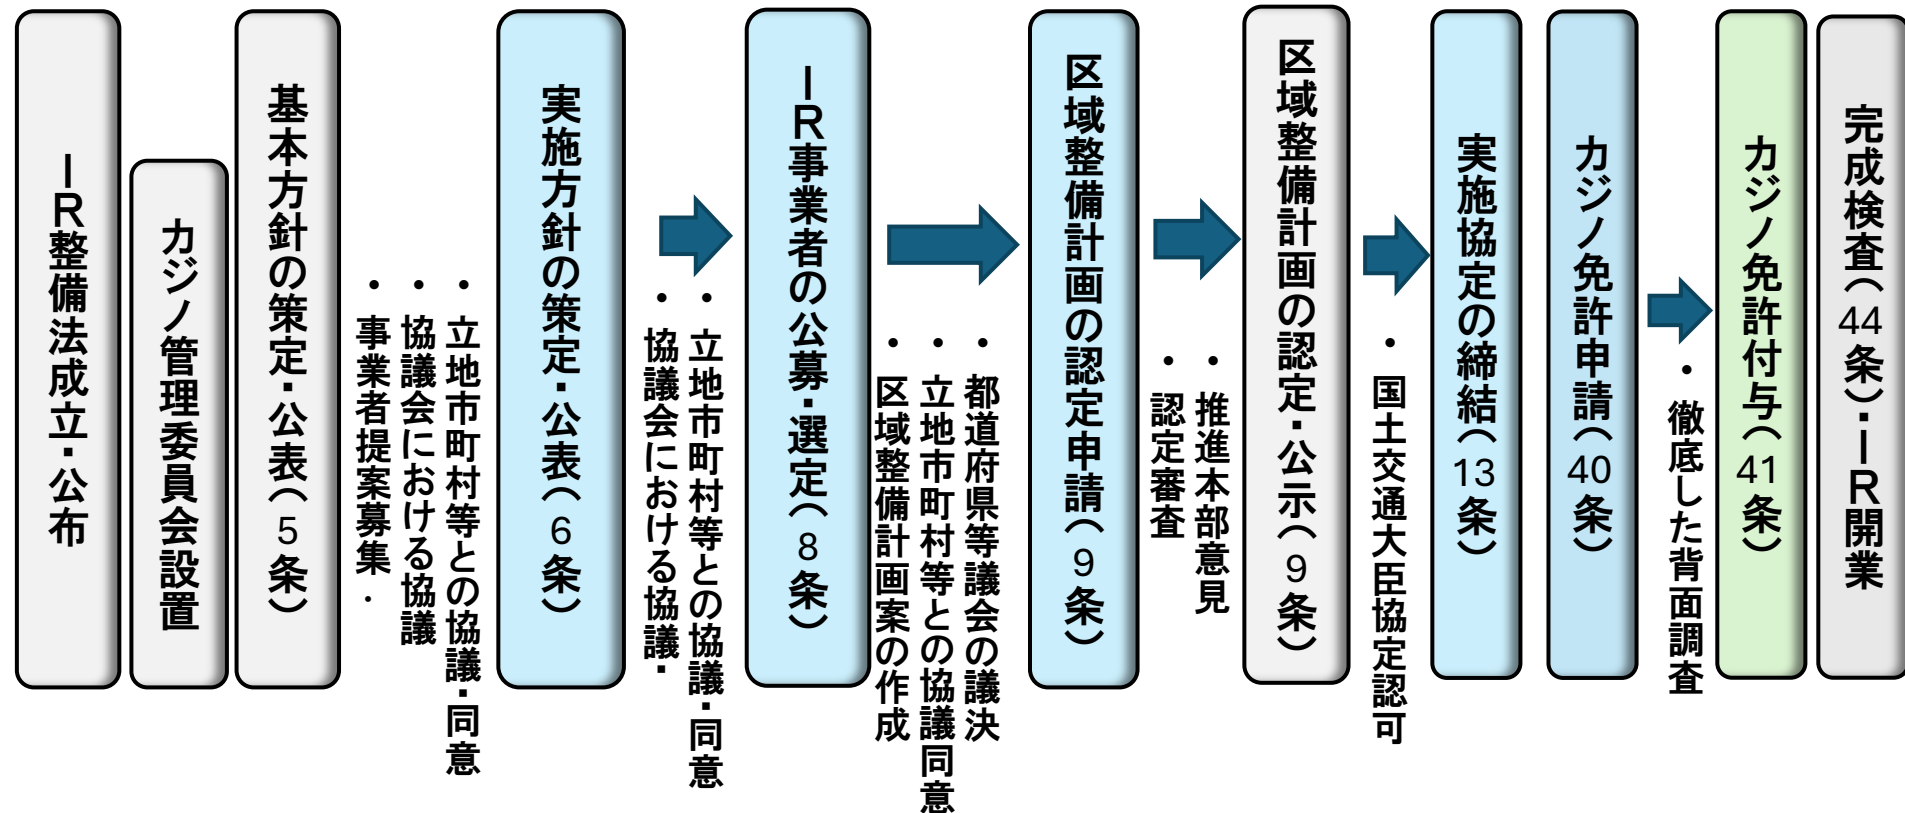 IR整備法成立・公布
カジノ管理委員会設置
基本方針の策定・公表(5条)
・立地市町村等との協議・同意
・協議会における協議
・事業者提案募集.
実施方針の策定・公表(6条)
・立地市町村等との協議・同意
・協議会における協議・
IR事業者の公募・選定(8条)
・都道府県等議会の議決
・立地市町村等との協議同意
・区域整備計画案の作成
区域整備計画の認定申請(9条)
・推進本部意見
・認定審査
区域整備計画の認定・公示(9条)
・国土交通大臣協定認可
実施協定の締結(13条)
カジノ免許申請(40条)
・徹底した背面調査
カジノ免許付与(41条)
完成検査(44条)・IR開業